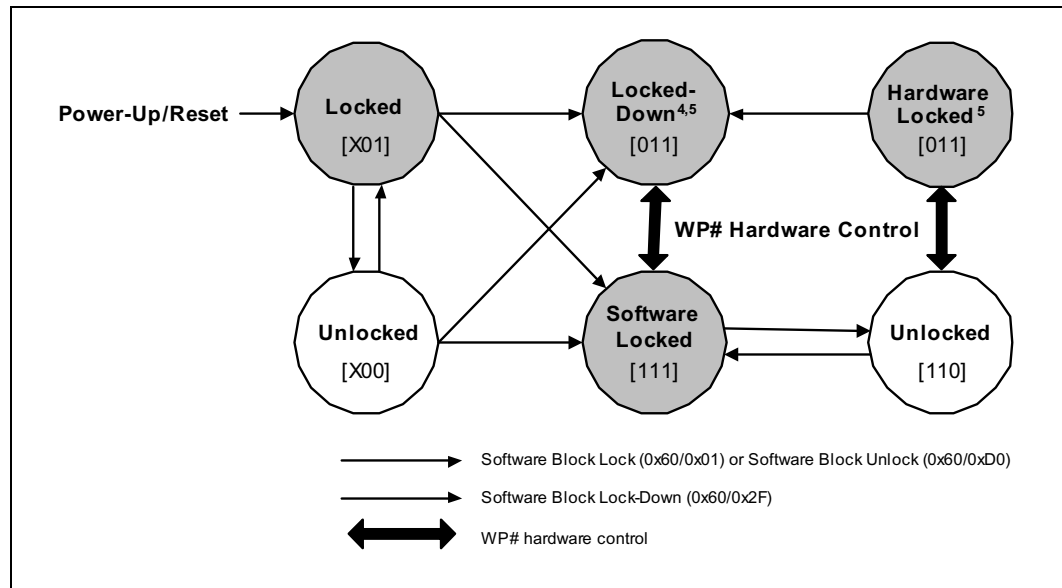 Power-Up/Reset
Locked
[X01]
Locked-
Down4,5
[011]
Hardware
Locked5
[011]
WP# Hardware Control
Unlocked
[X00]
Software
Locked
[111]
Unlocked
[110]
Software Block Lock (0x60/0x01) or Software Block Unlock (0x60/0xD0)
Software Block Lock-Down (0x60/0x2F)
WP# hardware control